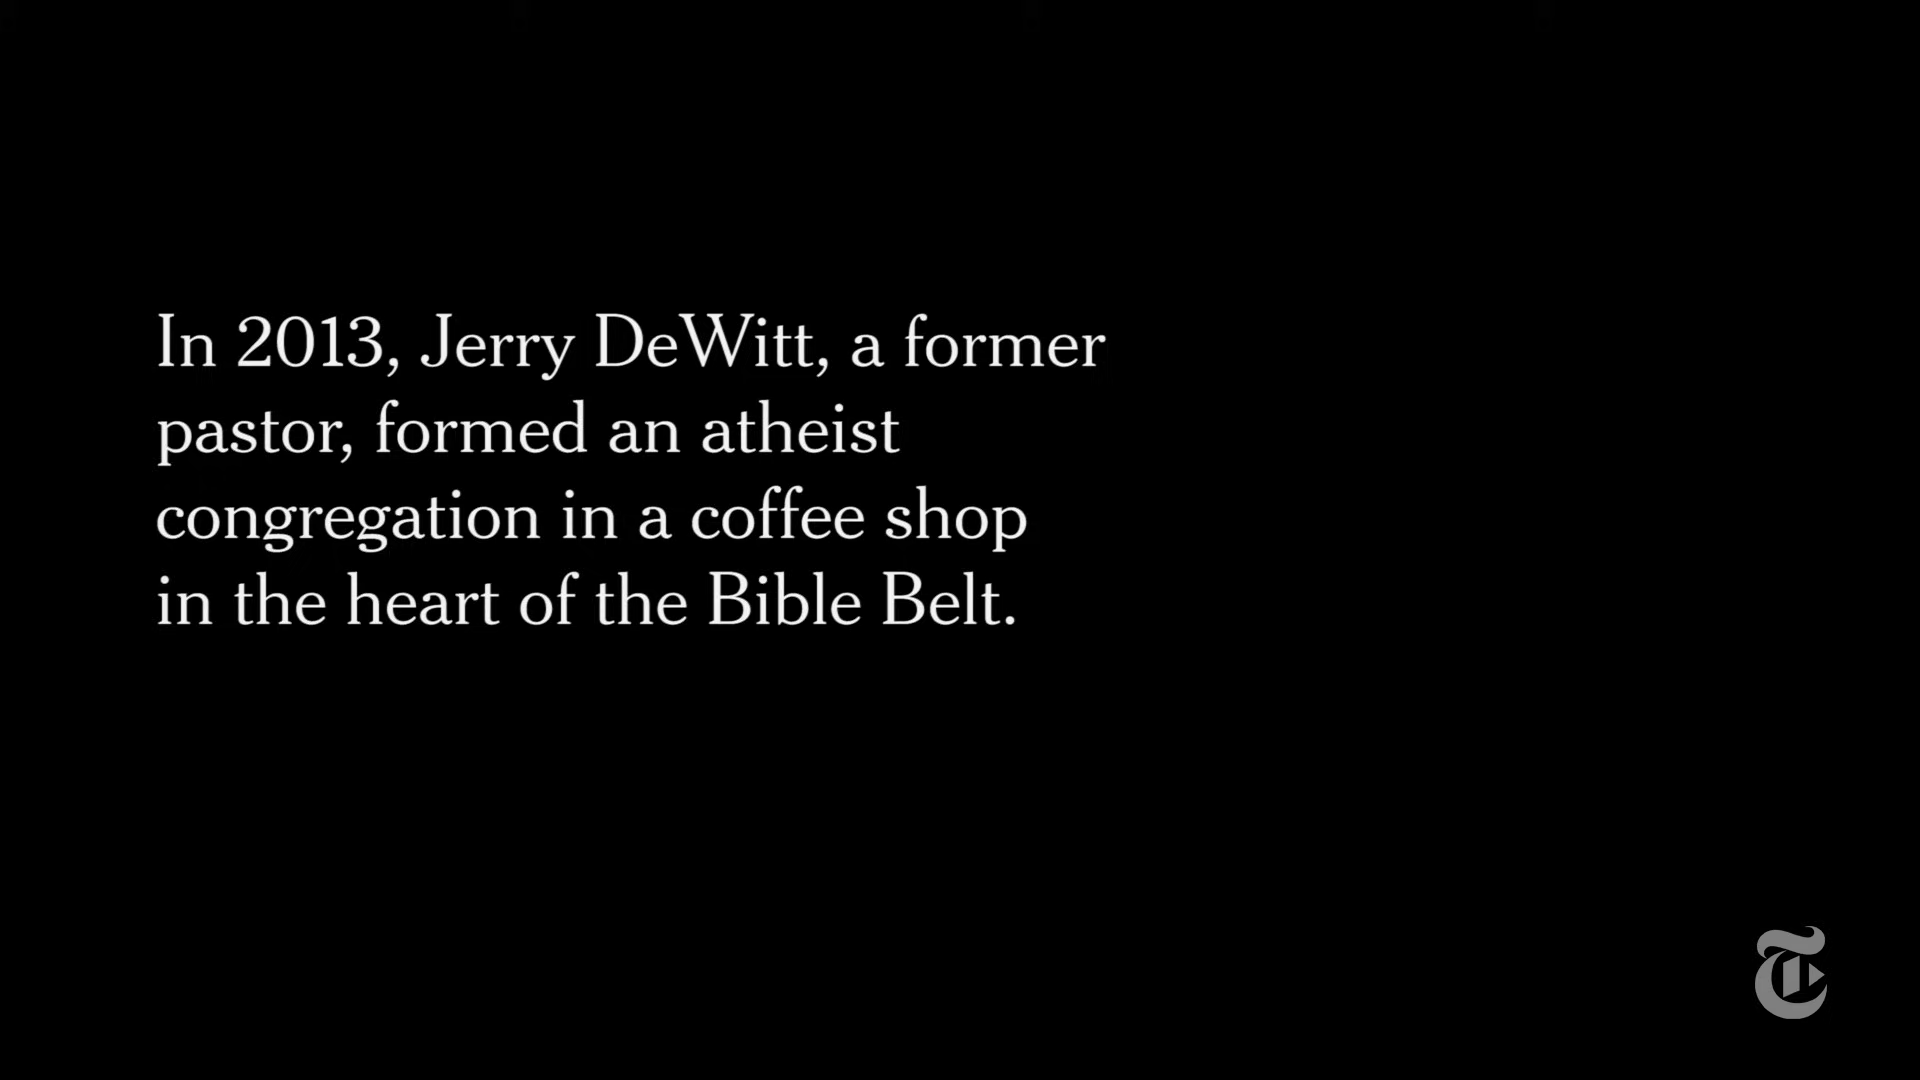 In 2013, Jerry DeWitt, a former
pastor, formed an atheist
congregation in a coffee shop
in the heart of the Bible Belt.
T